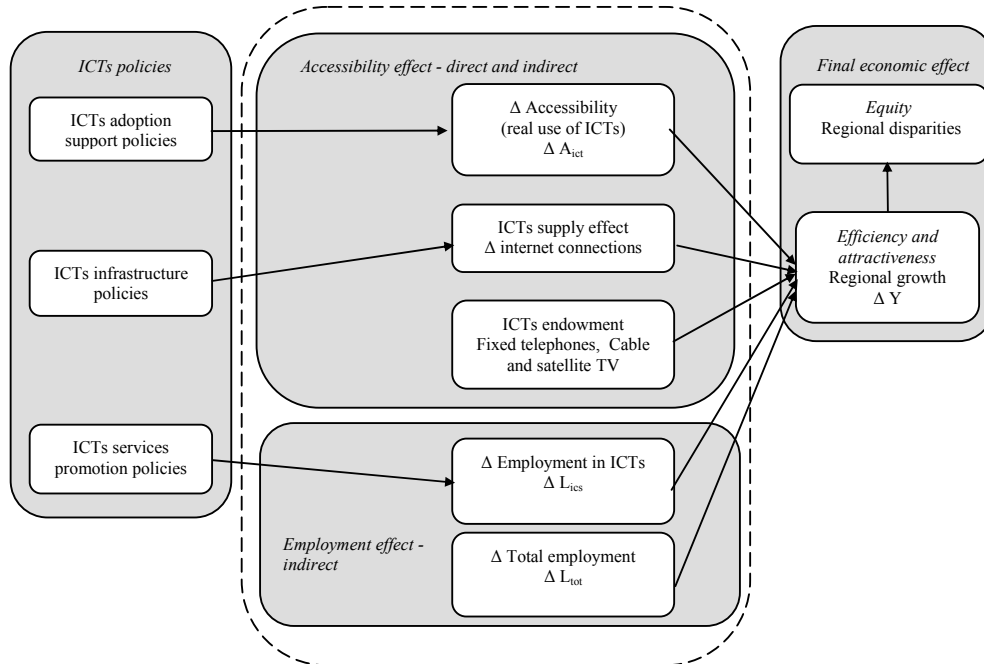 ICTs policies
ICTs adoption
support policies
ICTs infrastructure
policies
ICTs services
promotion policies
Accessibility effect - direct and indirect
Δ Accessibility
(real use of ICTs)
Δ Aict
ICTs supply effect
Δ internet connections
ICTs endowment
Fixed telephones, Cable
and satellite TV
Employment effect -
indirect
Δ Employment in ICTs
Δ Lics
Δ Total employment
Δ Ltot
Final economic effect
Equity
Regional disparities
Efficiency and
attractiveness
Regional growth
Δ Y